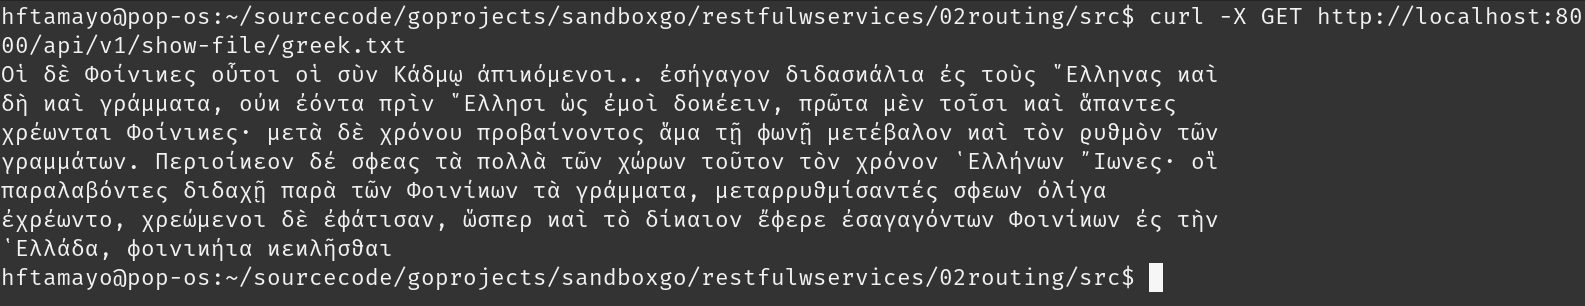 hftamayo@pop-os:~/sourcecode/goprojects/sandboxgo/restfulwservices/02routing/src$ curl -X GET http://localhost:80
00/api/v1/show-file/greek.txt
Οἱ δὲ Φοίνικες οὗτοι οἱ σὺν Κάδμῳ ἀπικόμενοι.. ἐσήγαγον διδασκάλια ἐς τοὺς ῞Ελληνας καὶ
δὴ καὶ γράμματα, οὐκ ἐόντα πρὶν ῞Ελλησι ὡς ἐμοὶ δοκέειν, πρῶτα μὲν τοῖσι καὶ ἅπαντες
χρέωνται Φοίνικες· μετὰ δὲ χρόνου προβαίνοντος ἅμα τῇ φωνῇ μετέβαλον καὶ τὸν ρυθμὸν τῶν
γραμμάτων. Περιοίκεον δέ σφεας τὰ πολλὰ τῶν χώρων τοῦτον τὸν χρόνον ῾Ελλήνων ῎Ιωνες· οἳ
παραλαβόντες διδαχῇ παρὰ τῶν Φοινίκων τὰ γράμματα, μεταρρυθμίσαντές σφεων ὀλίγα
ἐχρέωντο, χρεώμενοι δὲ ἐφάτισαν, ὥσπερ καὶ τὸ δίκαιον ἔφερε ἐσαγαγόντων Φοινίκων ἐς τὴν
῾Ελλάδα, φοινικήια κεκλῆσθαι
hftamayo@pop-os:~/sourcecode/goprojects/sandboxgo/restfulwservices/02routing/src$